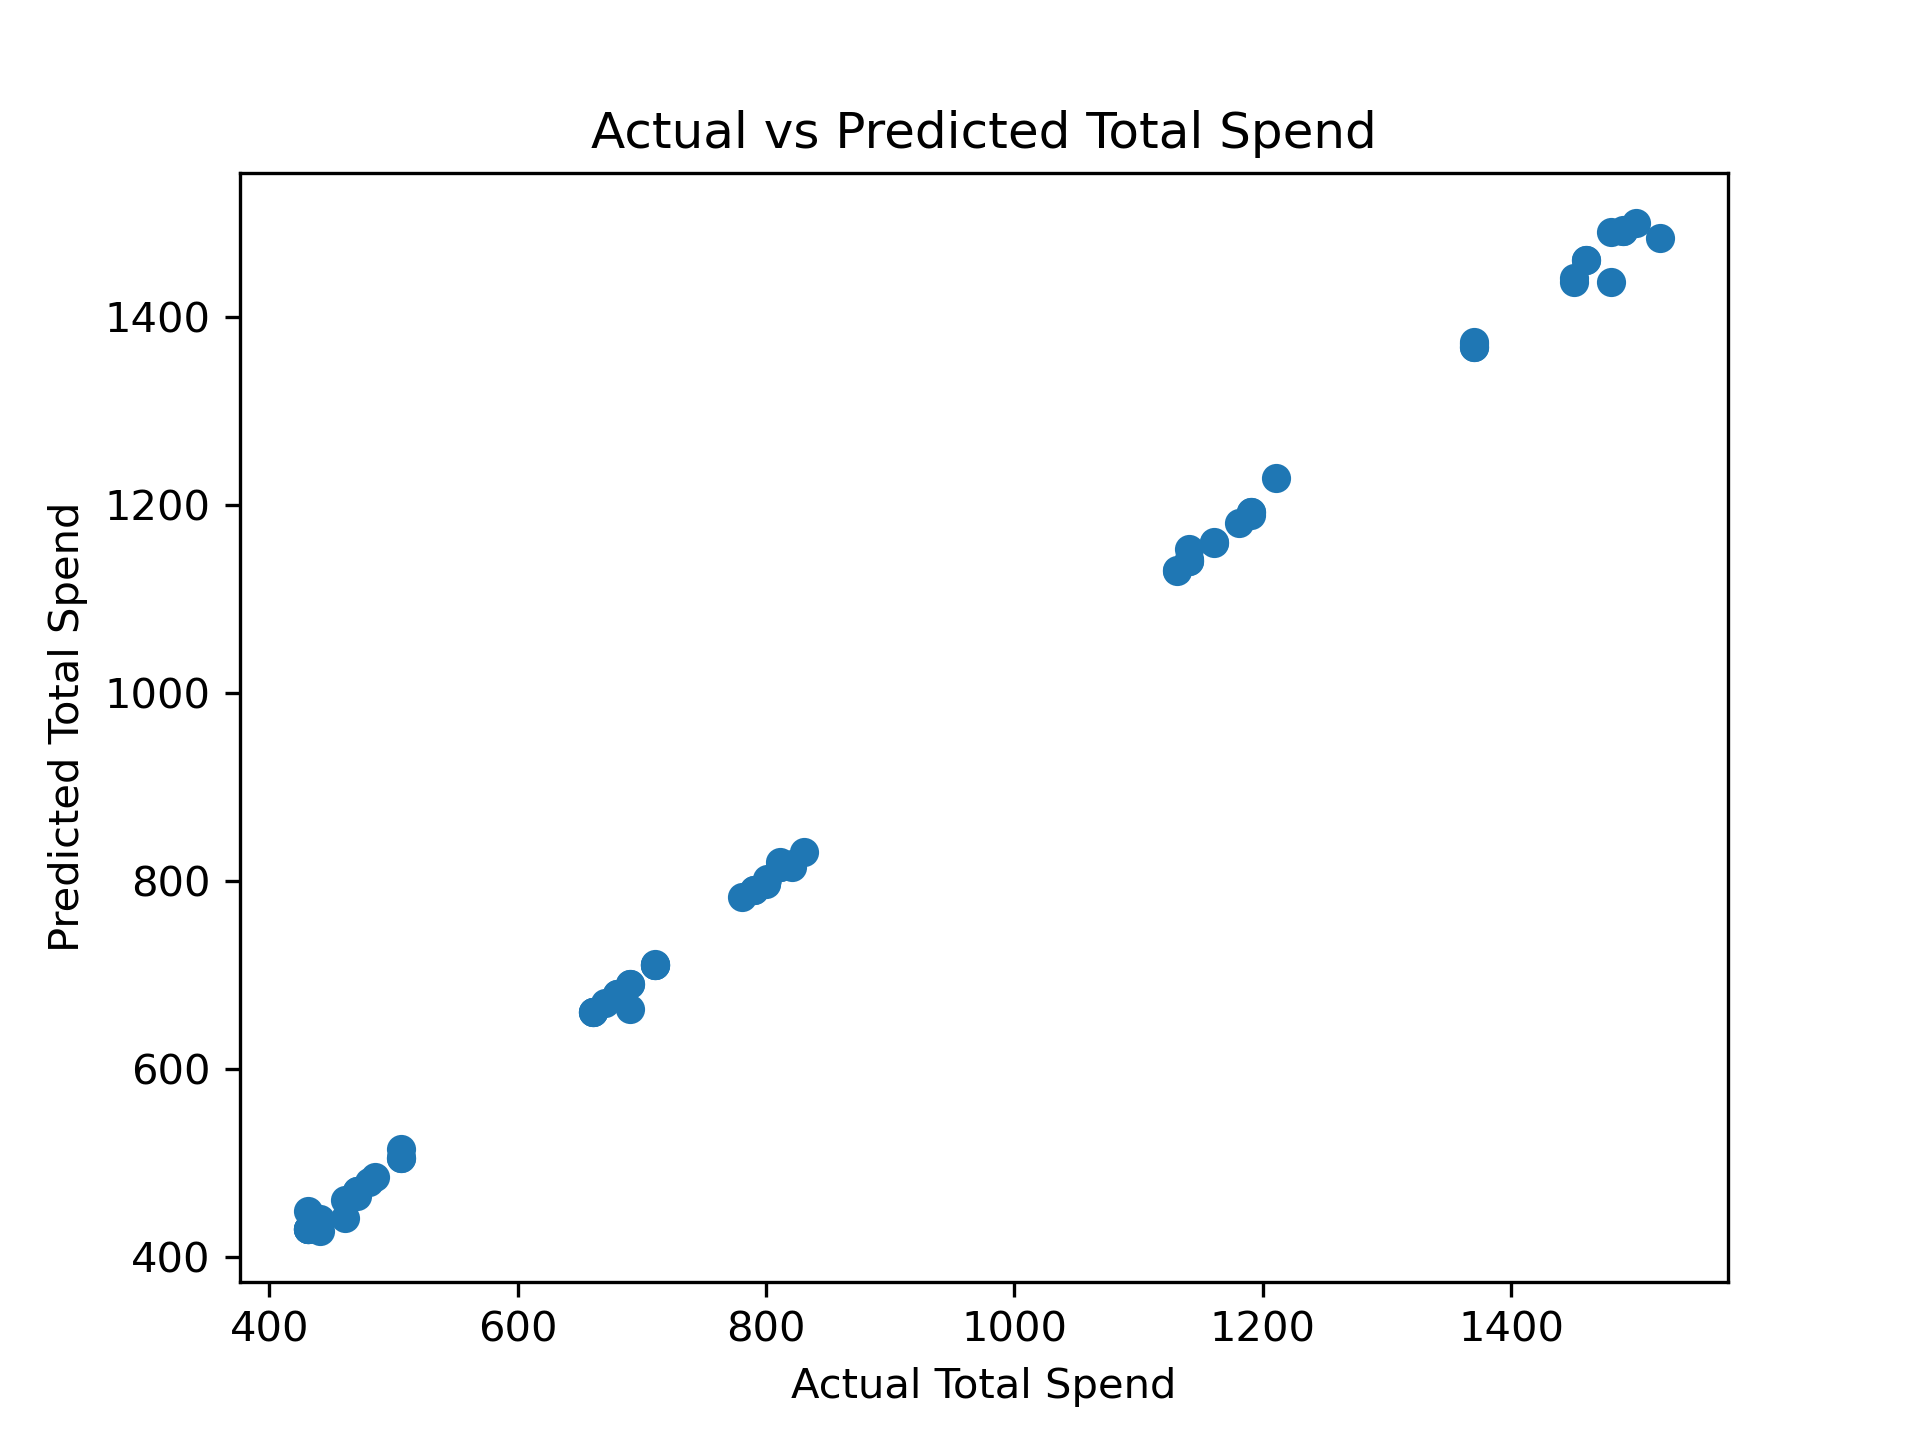 Actual vs Predicted Total Spend
Predicted Total Spend
1400
1200
1000
800
600
400
400 600 800 1000 1200 1400
Actual Total Spend